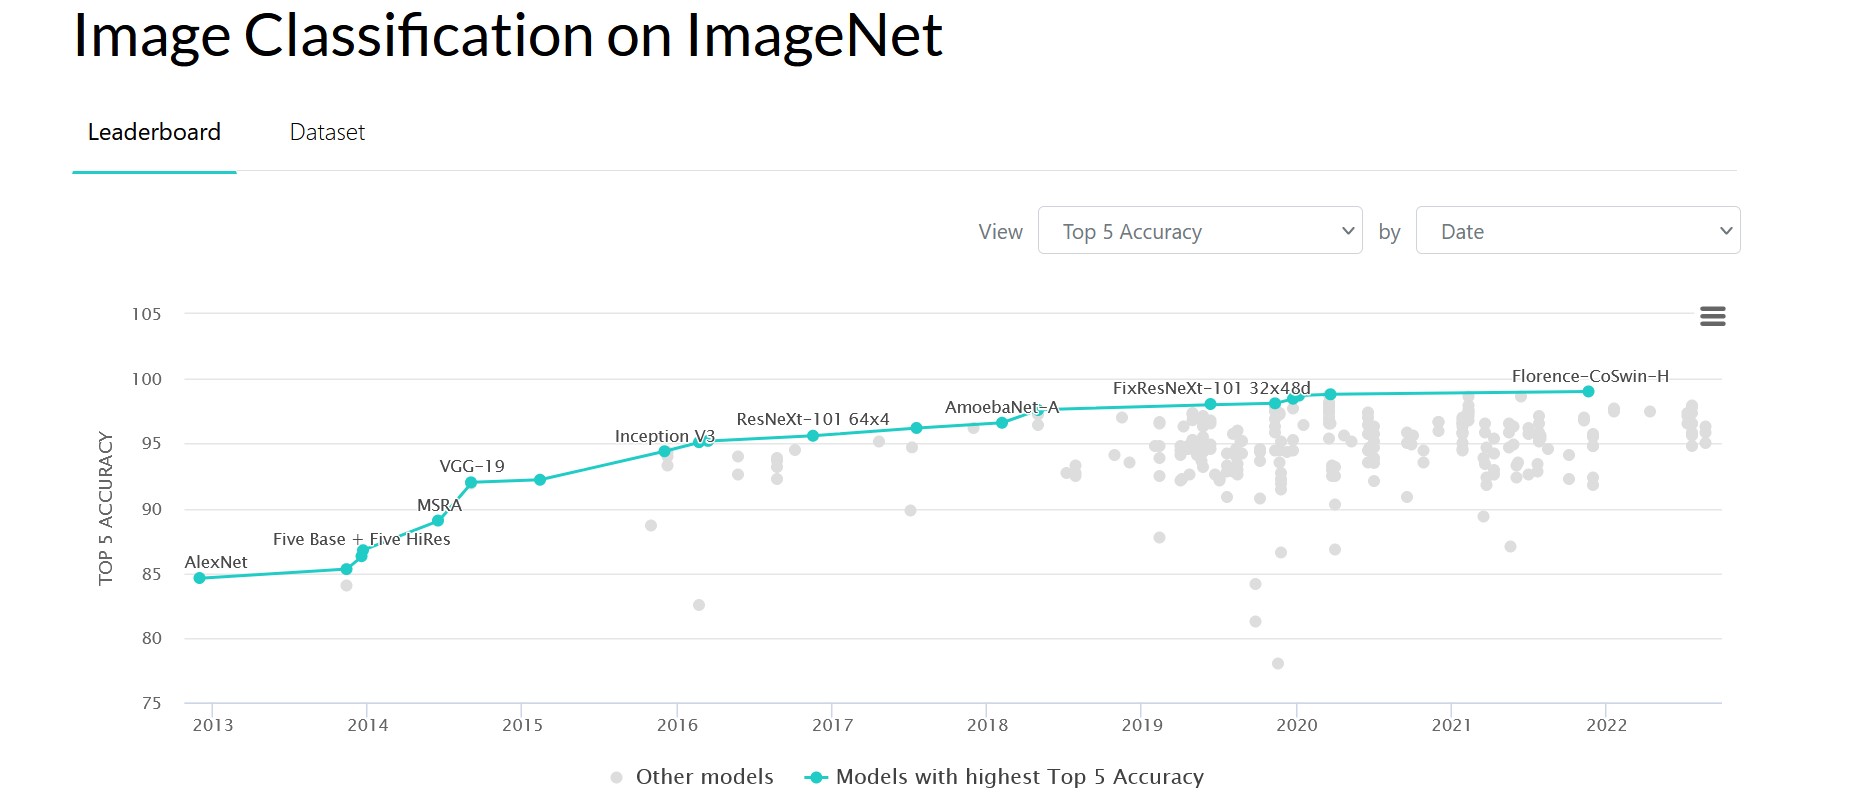 Image Classification on ImageNet
Leaderboard Dataset
View Top 5 Accuracy by Date
TOP 5 ACCURACY
105
100
95
90
85
80
75
AlexNet
Five Base + Five HiRes
MSRA
VGG-19
Inception V3
ResNeXt-101 64x4
AmoebaNet-A
FixResNeXt-101 32x48d
Florence-CoSwin-H
2013 2014 2015 2016 2017 2018 2019 2020 2021 2022
Other models Models with highest Top 5 Accuracy